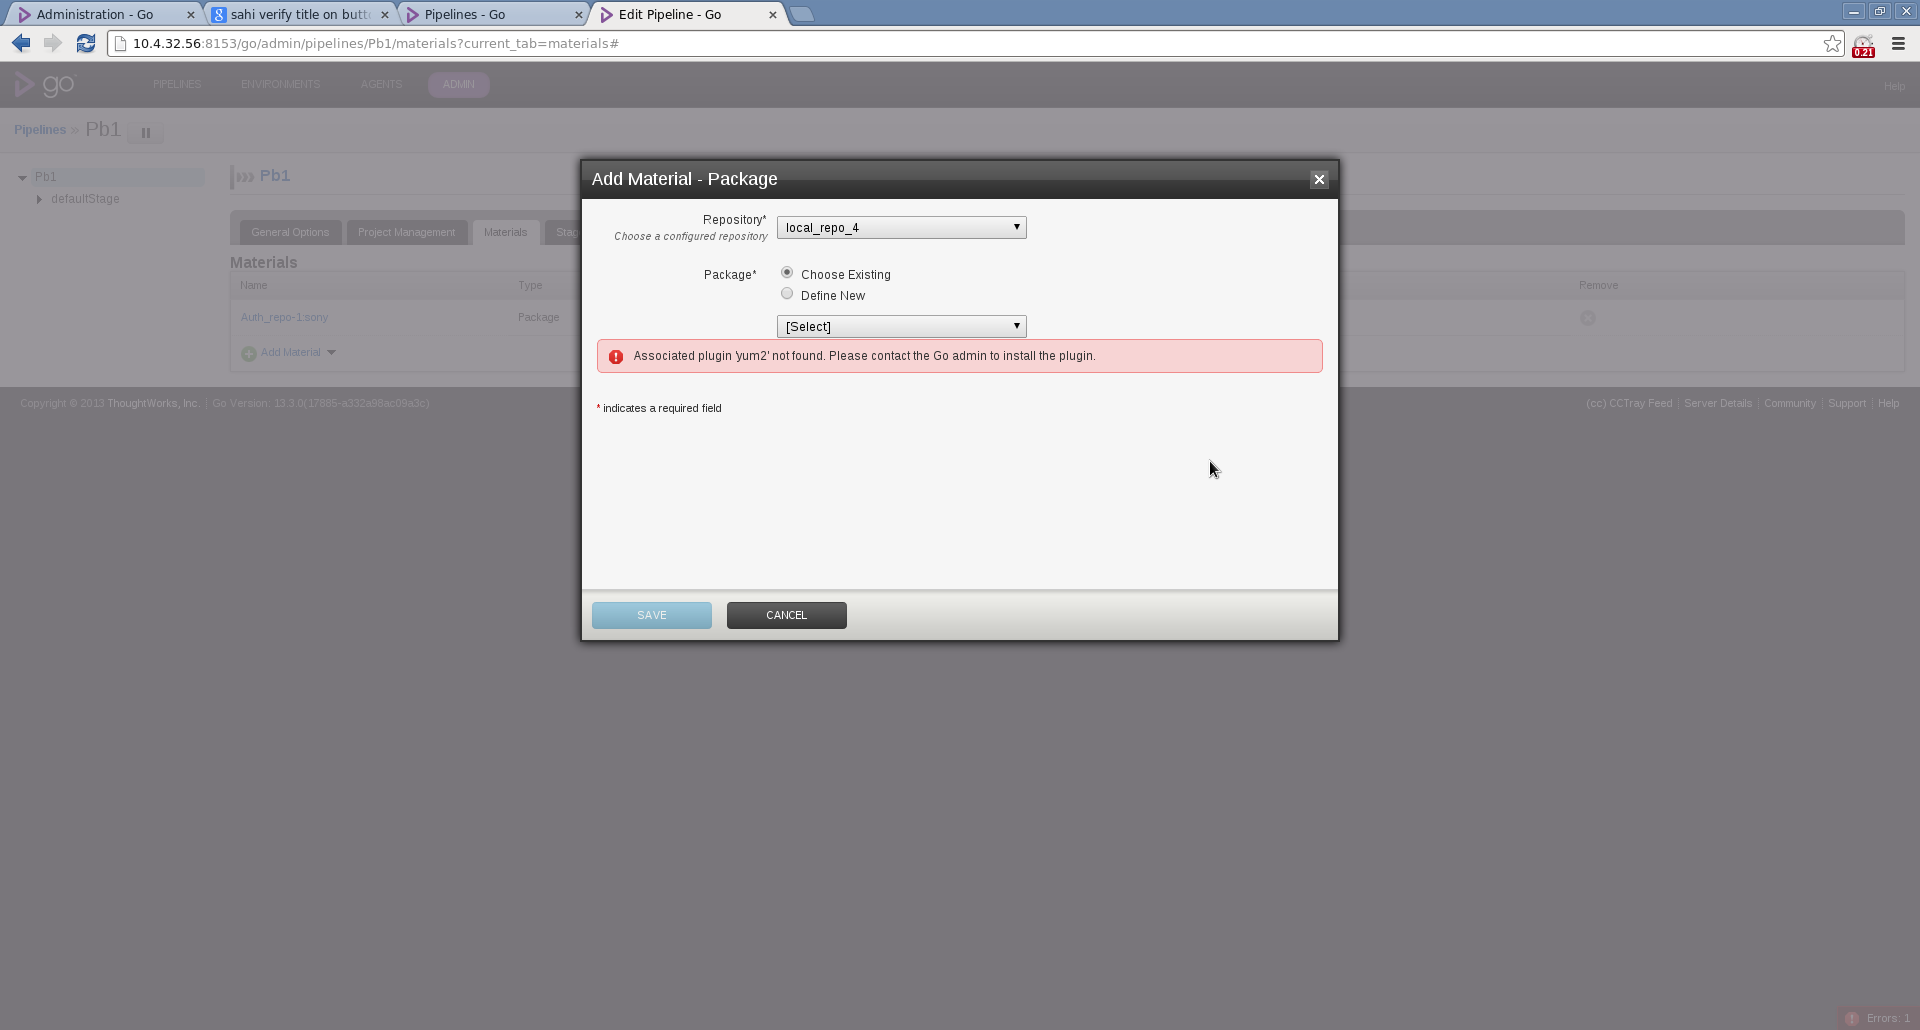 Administration - Go
sahi verify title on butt
Pipelines - Go
Edit Pipeline - Go
10.4.32.56:8153/go/admin/pipelines/Pb1/materials?current_tab=materials#
0.21
go
PIPELINES
ENVIRONMENTS
AGENTS
ADMIN
Help
Pipelines » Pb1
Pb1
defaultStage
Pb1
General Options
Project Management
Materials
Stag
Materials
Name
Type
Remove
Auth_repo-1:sony
Package
Add Material
Add Material - Package
Repository*
Choose a configured repository
local_repo_4
Package*
Choose Existing
Define New
[Select]
Associated plugin 'yum2' not found. Please contact the Go admin to install the plugin.
* indicates a required field
SAVE
CANCEL
Copyright © 2013 ThoughtWorks, Inc. | Go Version: 13.3.0(17885-a332a98ac09a3c)
(cc) CCTray Feed | Server Details | Community | Support | Help
Errors: 1